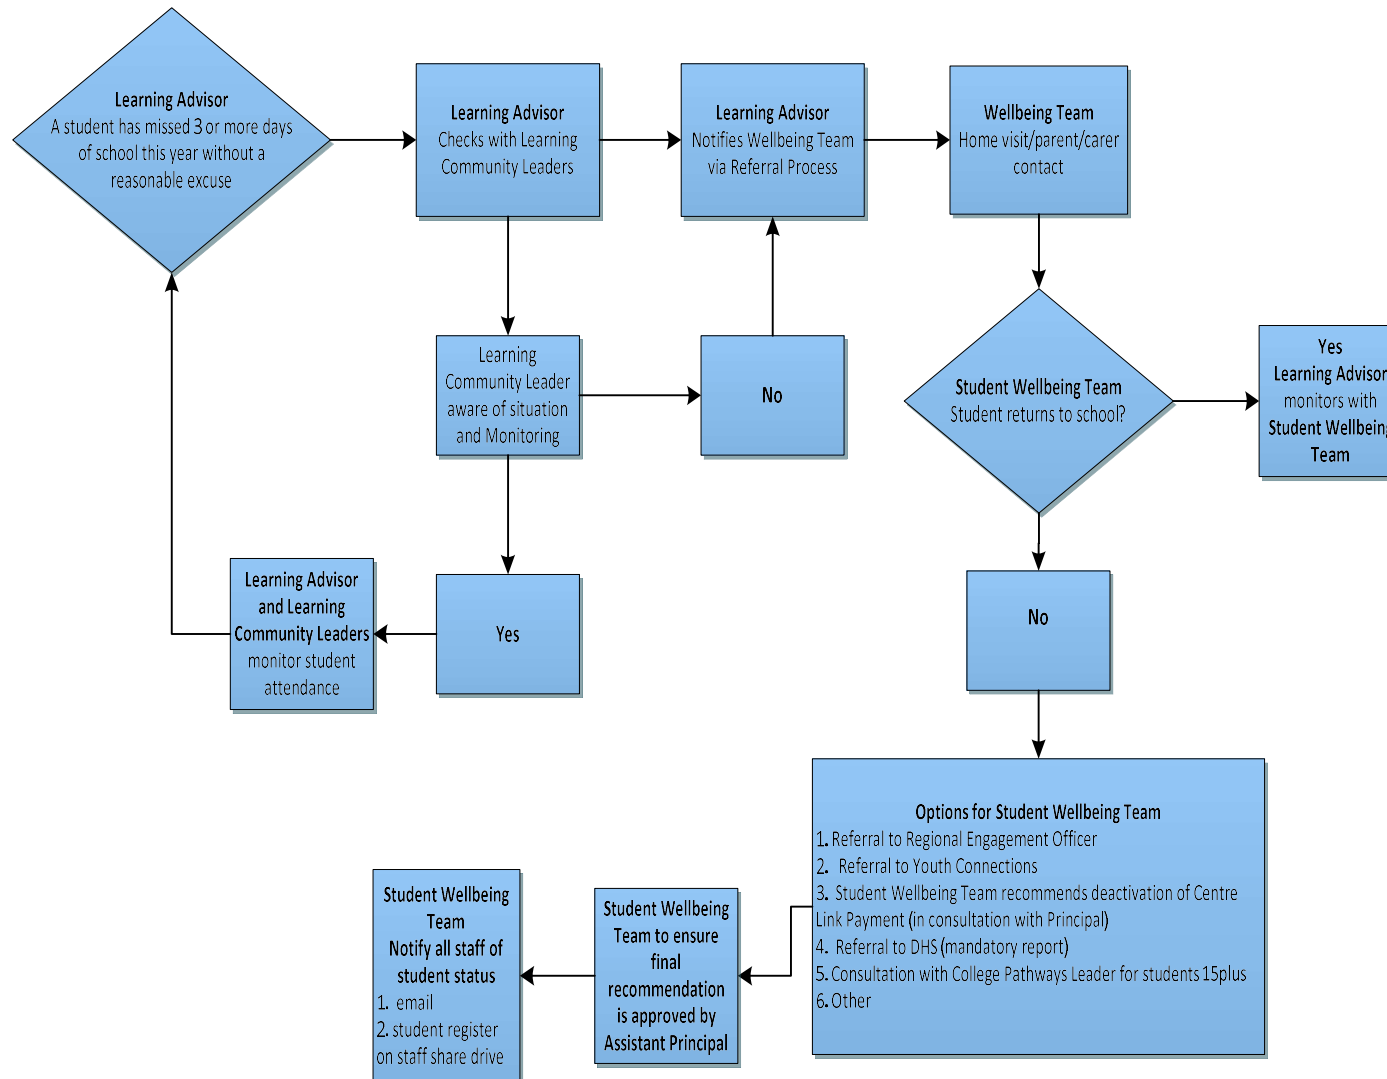 Learning Advisor
A student has missed 3 or more days
of school this year without a
reasonable excuse
Learning Advisor
Checks with Learning
Community Leaders
Learning Advisor
Notifies Wellbeing Team
via Referral Process
Wellbeing Team
Home visit/parent/carer
contact
Learning
Community Leader
aware of situation
and Monitoring
No
Student Wellbeing Team
Student returns to school?
Yes
Learning Advisor
monitors with
Student Wellbeing
Team
Learning Advisor
and Learning
Community Leaders
monitor student
attendance
Yes
No
Options for Student Wellbeing Team
1. Referral to Regional Engagement Officer
2. Referral to Youth Connections
3. Student Wellbeing Team recommends deactivation of Centre
Link Payment (in consultation with Principal)
4. Referral to DHS (mandatory report)
5. Consultation with College Pathways Leader for students 15plus
6. Other
Student Wellbeing
Team to ensure
final
recommendation
is approved by
Assistant Principal
Student Wellbeing
Team
Notify all staff of
student status
1. email
2. student register
on staff share drive